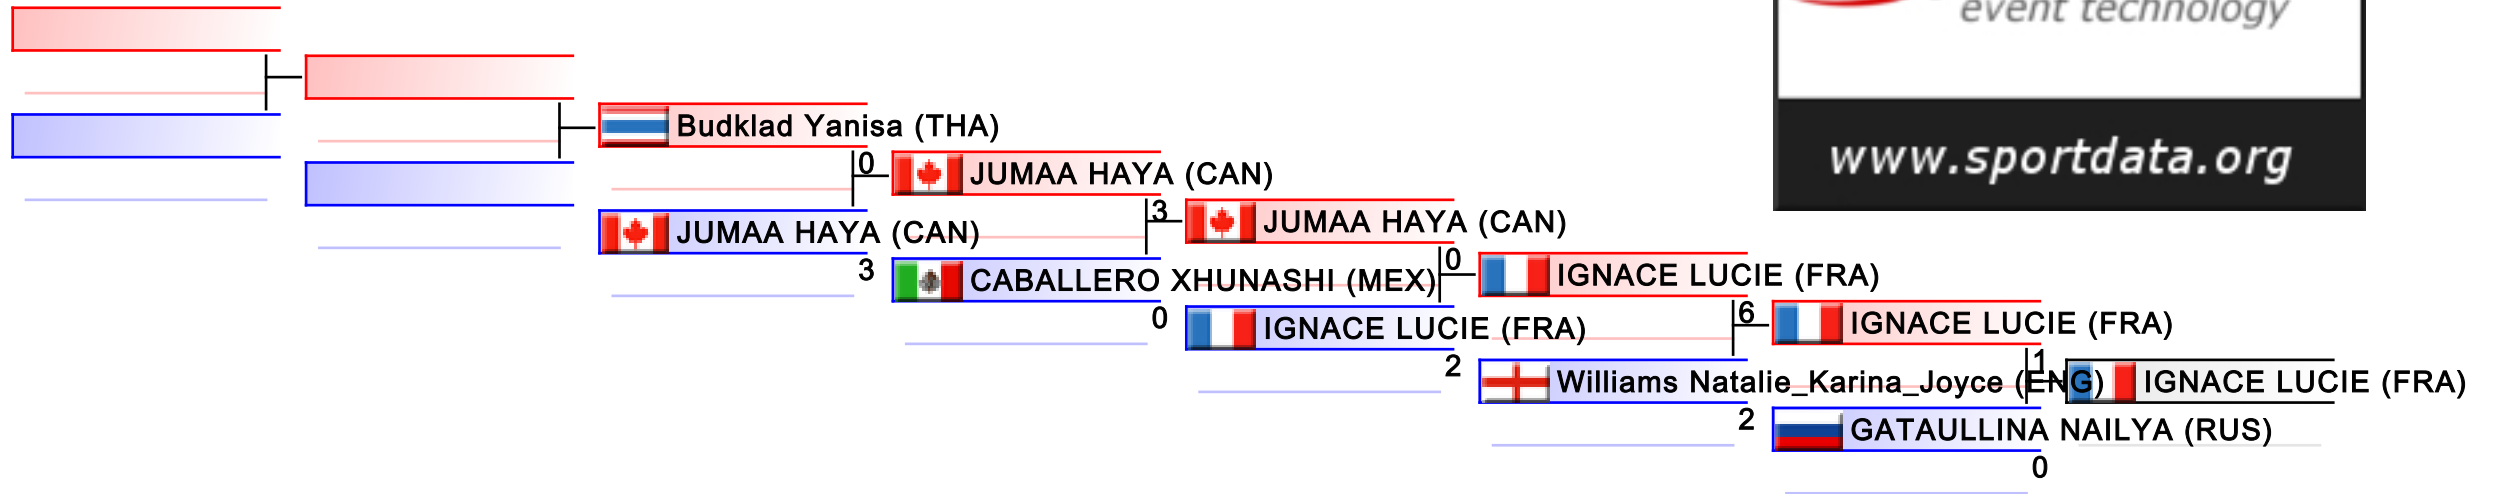 event technology
www.sportdata.org
Budklad Yanisa (THA)
0
JUMAA HAYA (CAN)
JUMAA HAYA (CAN)
3
3
JUMAA HAYA (CAN)
CABALLERO XHUNASHI (MEX)
0
0
IGNACE LUCIE (FRA)
IGNACE LUCIE (FRA)
2
6
IGNACE LUCIE (FRA)
Williams Natalie_Karina_Joyce (ENG)
2
1
IGNACE LUCIE (FRA)
GATAULLINA NAILYA (RUS)
0